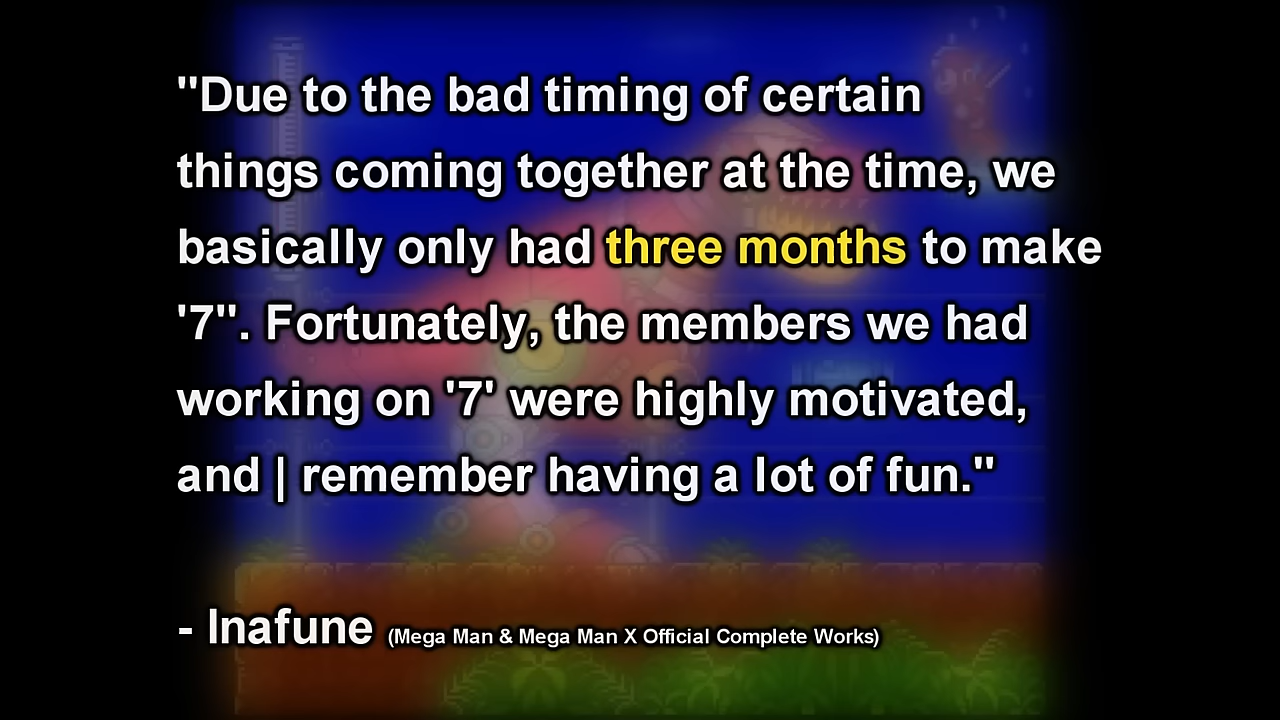 "Due to the bad timing of certain
things coming together at the time, we
basically only had three months to make
'7". Fortunately, the members we had
working on '7' were highly motivated,
and | remember having a lot of fun."
- Inafune (Mega Man & Mega Man X Official Complete Works)